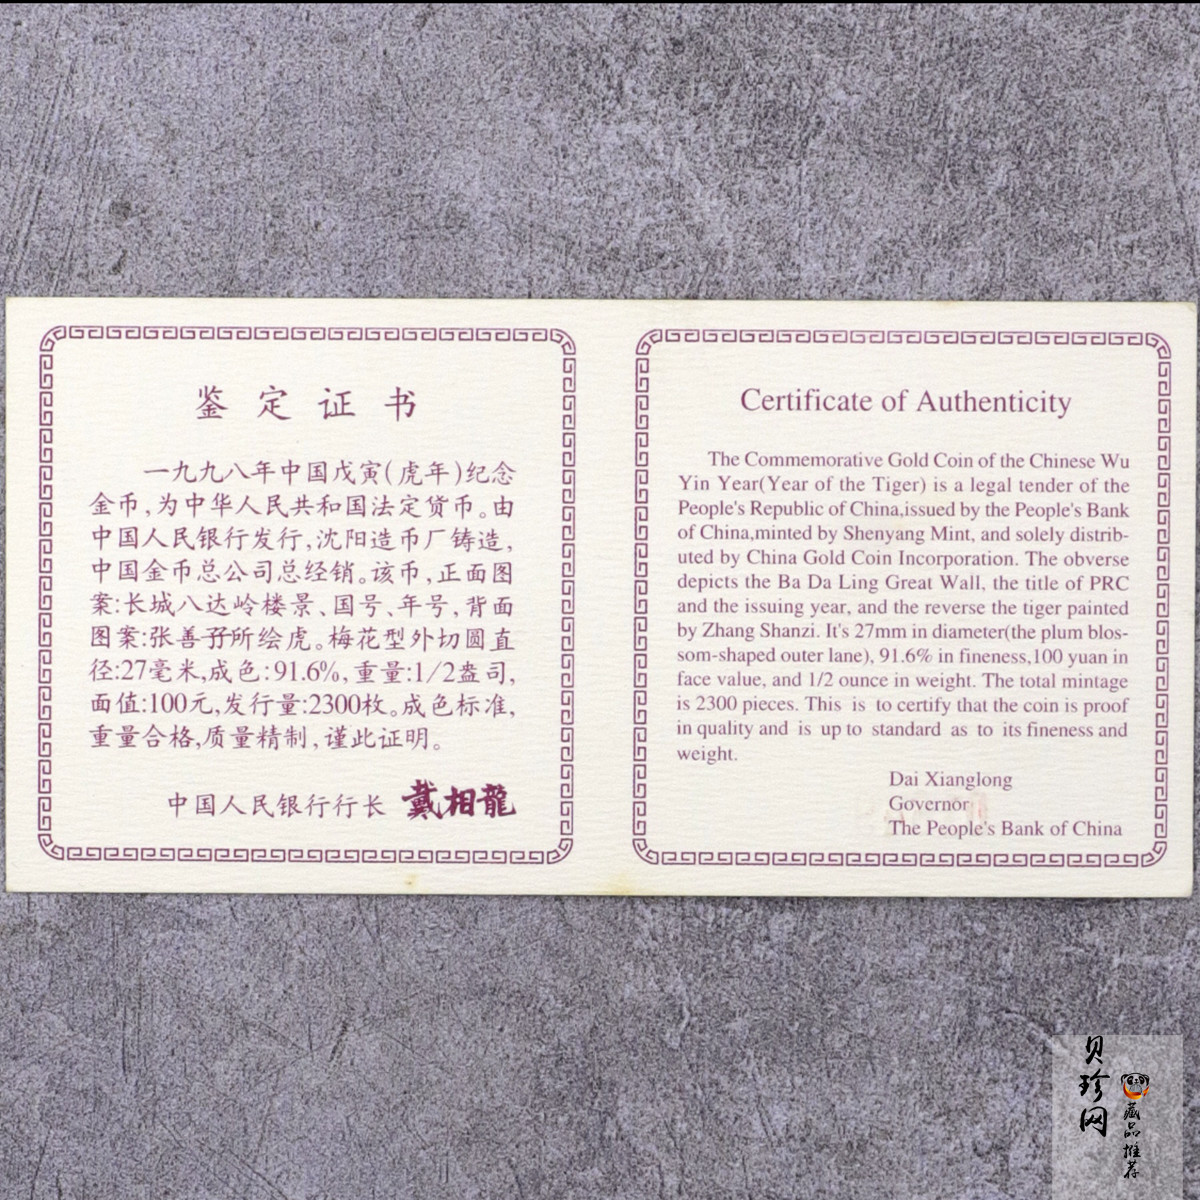 鉴定证书
一九九八年中国戊寅(虎年)纪念
金币,为中华人民共和国法定货币。由
中国人民银行发行,沈阳造币厂铸造,
中国金币总公司总经销。该币,正面图
案:长城八达岭楼景、国号、年号,背面
图案:张善孖所绘虎。梅花型外切圆直
径:27毫米,成色:91.6%,重量:1/2盎司,
面值:100元,发行量:2300枚。成色标准,
重量合格,质量精制,谨此证明。
中国人民银行行长 戴相龍
Certificate of Authenticity
The Commemorative Gold Coin of the Chinese Wu
Yin Year(Year of the Tiger) is a legal tender of the
People's Republic of China,issued by the People's Bank
of China,minted by Shenyang Mint, and solely distrib-
uted by China Gold Coin Incorporation. The obverse
depicts the Ba Da Ling Great Wall, the title of PRC
and the issuing year, and the reverse the tiger painted
by Zhang Shanzi. It's 27mm in diameter(the plum blos-
som-shaped outer lane), 91.6% in fineness,100 yuan in
face value, and 1/2 ounce in weight. The total mintage
is 2300 pieces. This is to certify that the coin is proof
in quality and is up to standard as to its fineness and
weight.
Dai Xianglong
Governor
The People's Bank of China
贝珍网
藏品推荐